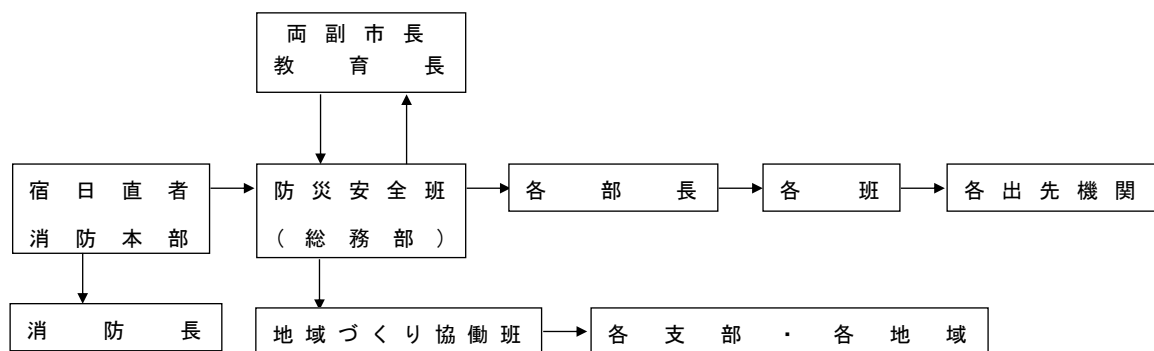 両副市長
教育長
宿日直者
消防本部
防災安全班
(総務部)
各部長
各班
各出先機関
消防長
地域づくり協働班
各支部・各地域